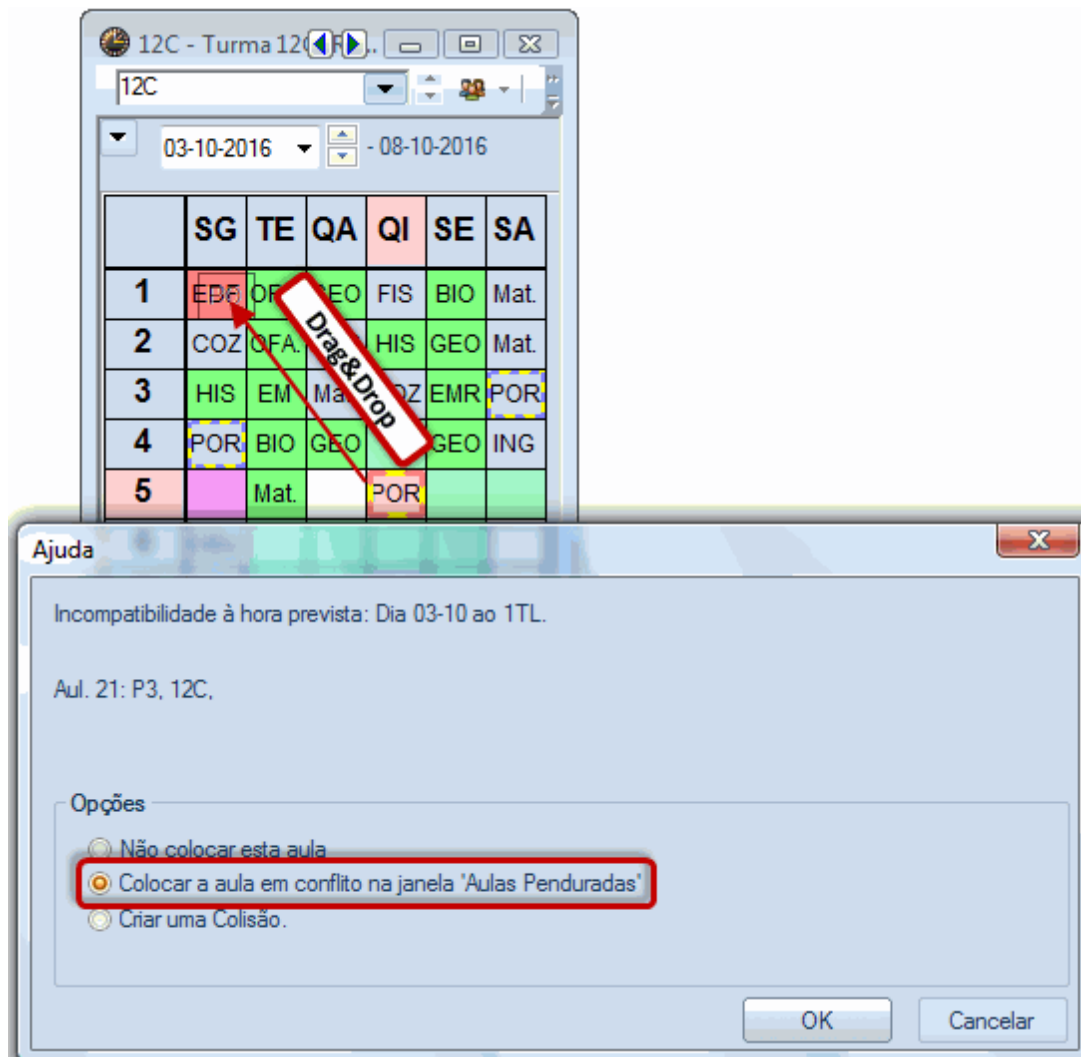 12C - Turma 12
12C
03-10-2016 - 08-10-2016
SG TE QA QI SE SA
1 FIS BIO Mat.
2 COZ OFA. HIS GEO Mat.
3 HIS EM EMR POR
4 POR BIO GEO GEO ING
5 Mat. POR
Drag&Drop
Ajuda
Incompatibilidade à hora prevista: Dia 03-10 ao 1TL.
Aul. 21: P3, 12C,
Opções
Não colocar esta aula
Colocar a aula em conflito na janela 'Aulas Penduradas'
Criar uma Colisão.
OK Cancelar